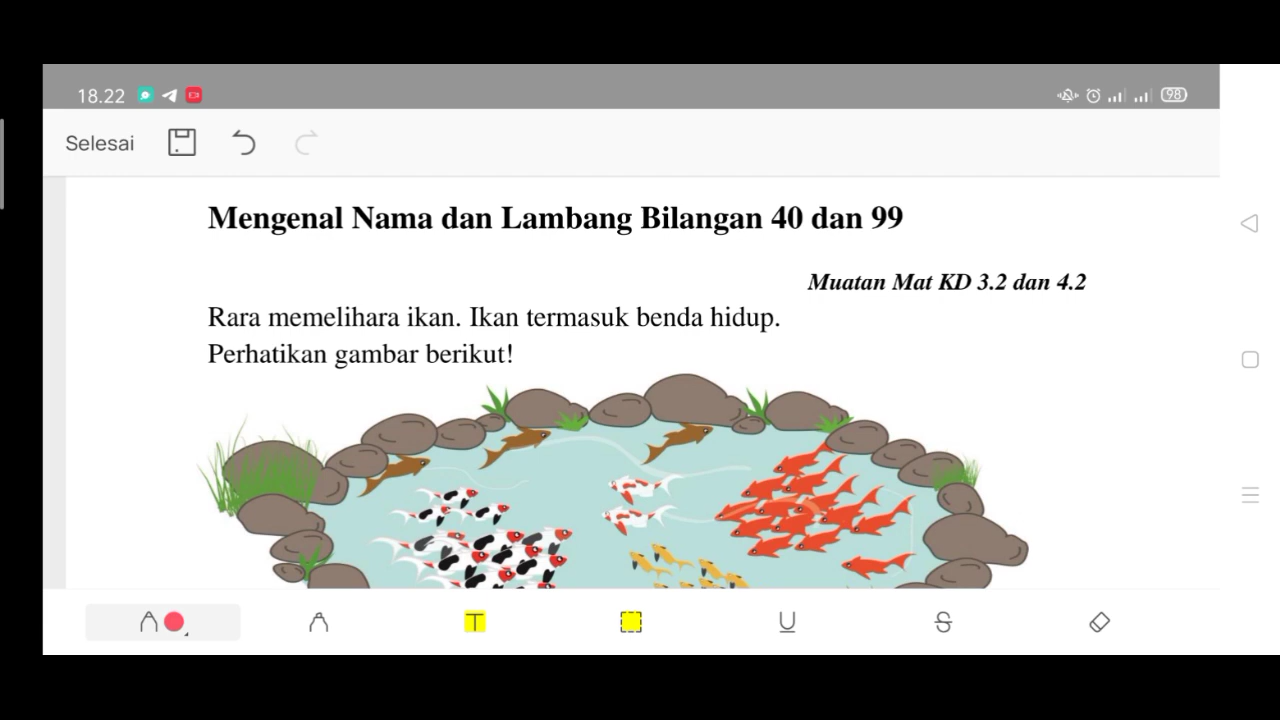 18.22
98
Selesai
Mengenal Nama dan Lambang Bilangan 40 dan 99
Muatan Mat KD 3.2 dan 4.2
Rara memelihara ikan. Ikan termasuk benda hidup.
Perhatikan gambar berikut!
T
U
S